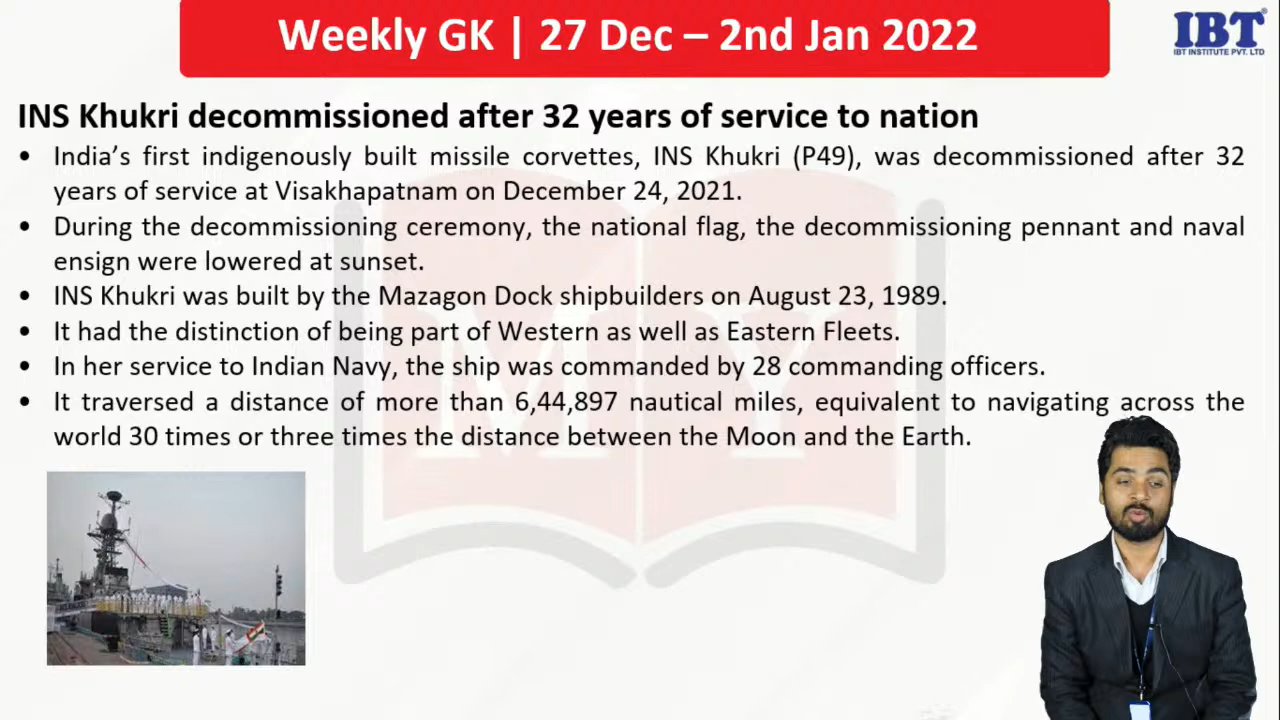 Weekly GK | 27 Dec – 2nd Jan 2022
IBT
IBT INSTITUTE PVT. LTD
INS Khukri decommissioned after 32 years of service to nation
• India's first indigenously built missile corvettes, INS Khukri (P49), was decommissioned after 32
years of service at Visakhapatnam on December 24, 2021.
• During the decommissioning ceremony, the national flag, the decommissioning pennant and naval
ensign were lowered at sunset.
• INS Khukri was built by the Mazagon Dock shipbuilders on August 23, 1989.
• It had the distinction of being part of Western as well as Eastern Fleets.
• In her service to Indian Navy, the ship was commanded by 28 commanding officers.
• It traversed a distance of more than 6,44,897 nautical miles, equivalent to navigating across the
world 30 times or three times the distance between the Moon and the Earth.
M Y